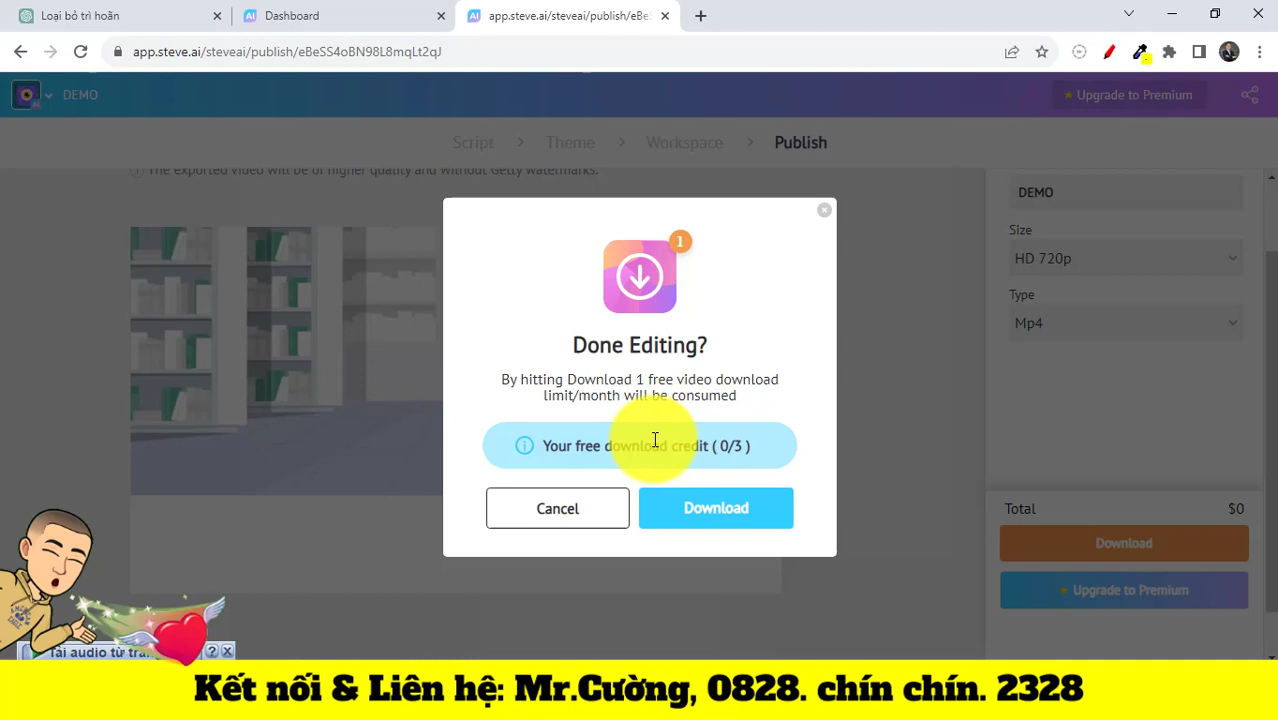 Loại bỏ trì hoãn
Dashboard
app.steve.ai/steveai/publish/eBeS
app.steve.ai/steveai/publish/eBeSS4oBN98L8mqLt2qJ
DEMO
Upgrade to Premium
Script > Theme > Workspace > Publish
The exported video will be of higher quality and without Getty watermarks.
DEMO
Size
HD 720p
Type
Mp4
1
Done Editing?
By hitting Download 1 free video download
limit/month will be consumed
Your free download credit ( 0/3 )
Cancel
Download
Total $0
Download
Upgrade to Premium
Tải audio từ tran
Kết nối & Liên hệ: Mr.Cường, 0828. chín chín. 2328